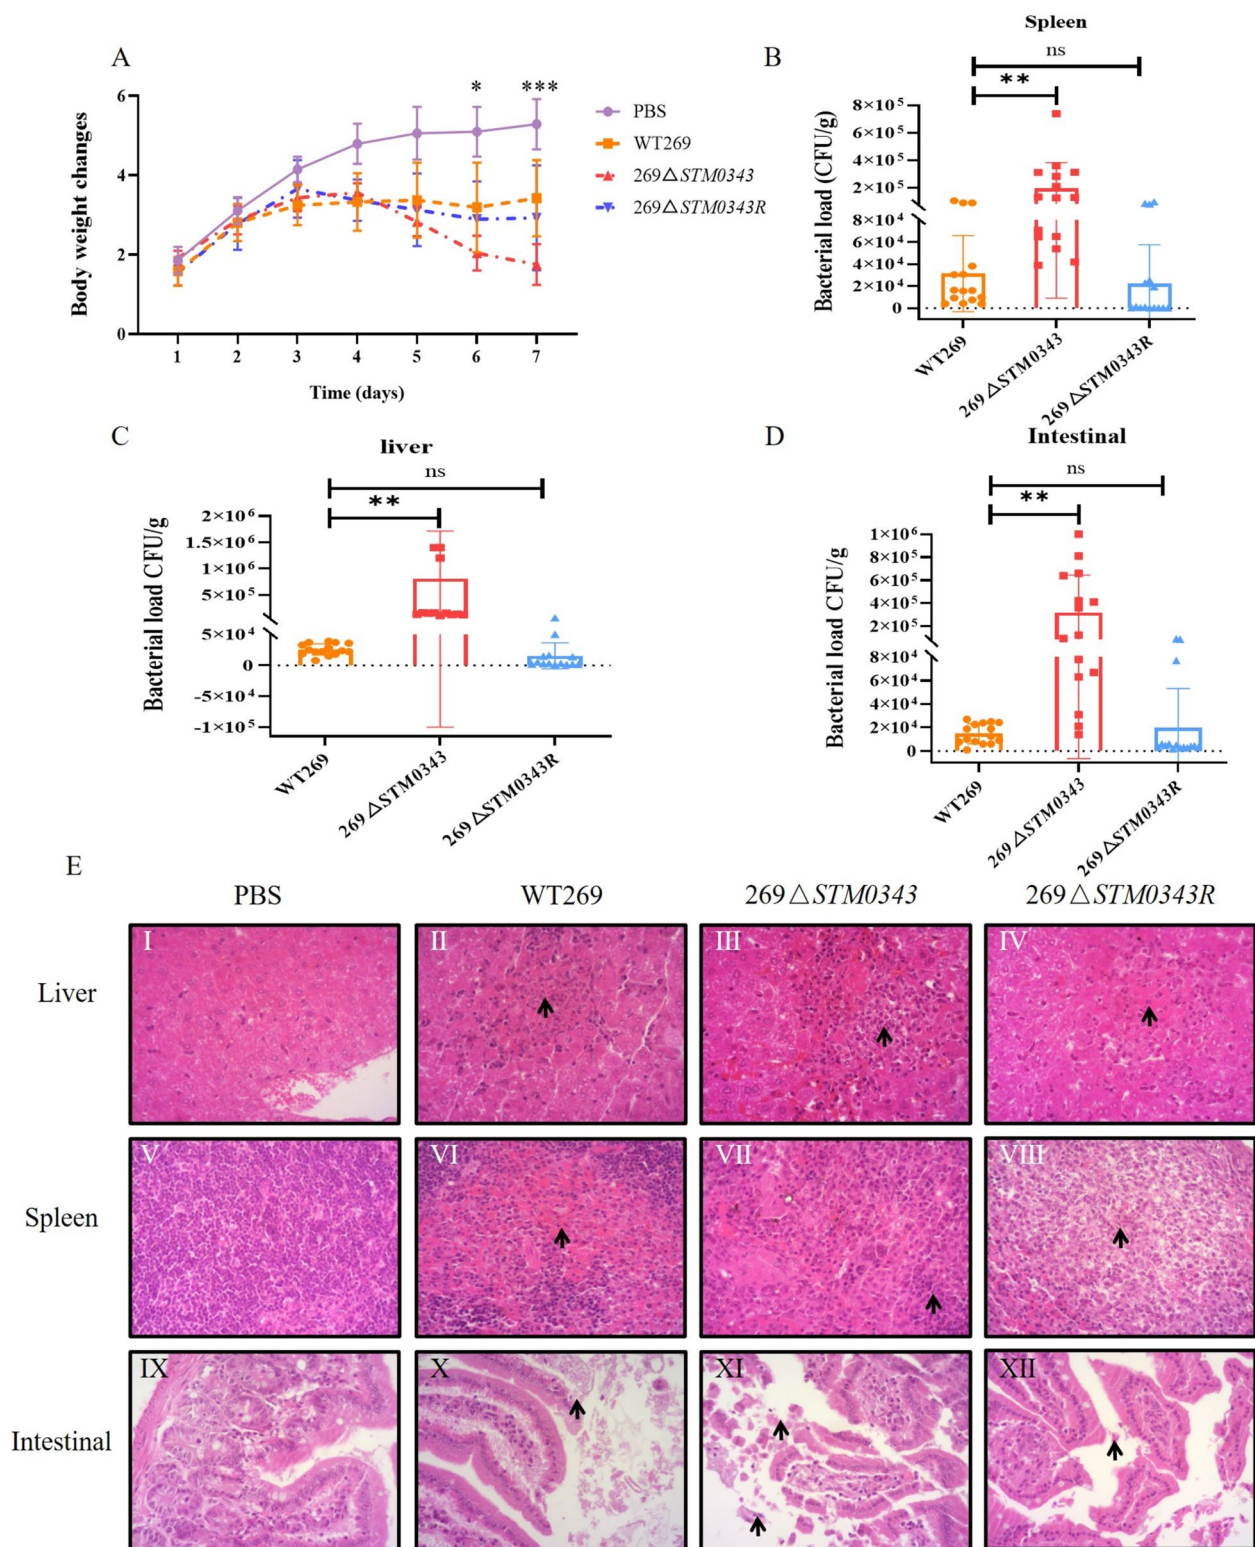 A
Body weight changes
6
4
2
0
* ***
1 2 3 4 5 6 7
Time (days)
PBS
WT269
269△STM0343
269△STM0343R
B
Spleen
ns
**
Bacterial load (CFU/g)
8×10⁵
6×10⁵
4×10⁵
2×10⁵
8×10⁴
6×10⁴
4×10⁴
2×10⁴
0
WT269
269△STM0343
269△STM0343R
C
liver
ns
**
Bacterial load CFU/g
2×10⁶
1.5×10⁶
1×10⁶
5×10⁵
5×10⁴
0
-5×10⁴
-1×10⁵
WT269
269△STM0343
269△STM0343R
D
Intestinal
ns
**
Bacterial load CFU/g
1×10⁶
8×10⁵
6×10⁵
4×10⁵
2×10⁵
8×10⁴
6×10⁴
4×10⁴
2×10⁴
0
WT269
269△STM0343
269△STM0343R
E
PBS WT269 269△STM0343 269△STM0343R
Liver
I II III IV
Spleen
V VI VII VIII
Intestinal
IX X XI XII